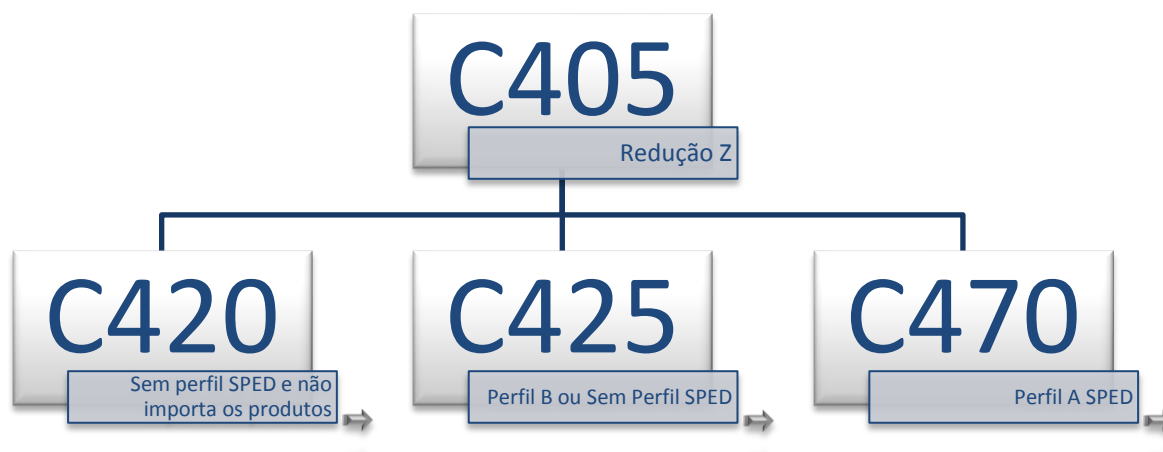 C405
Redução Z
C420
Sem perfil SPED e não
importa os produtos
C425
Perfil B ou Sem Perfil SPED
C470
Perfil A SPED